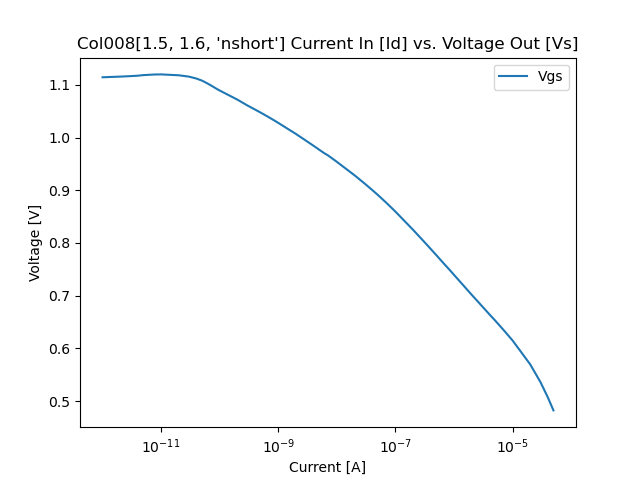 Col008[1.5, 1.6, 'nshort'] Current In [Id] vs. Voltage Out [Vs]
Vgs
1.1
1.0
0.9
0.8
0.7
0.6
0.5
Voltage [V]
10⁻¹¹ 10⁻⁹ 10⁻⁷ 10⁻⁵
Current [A]